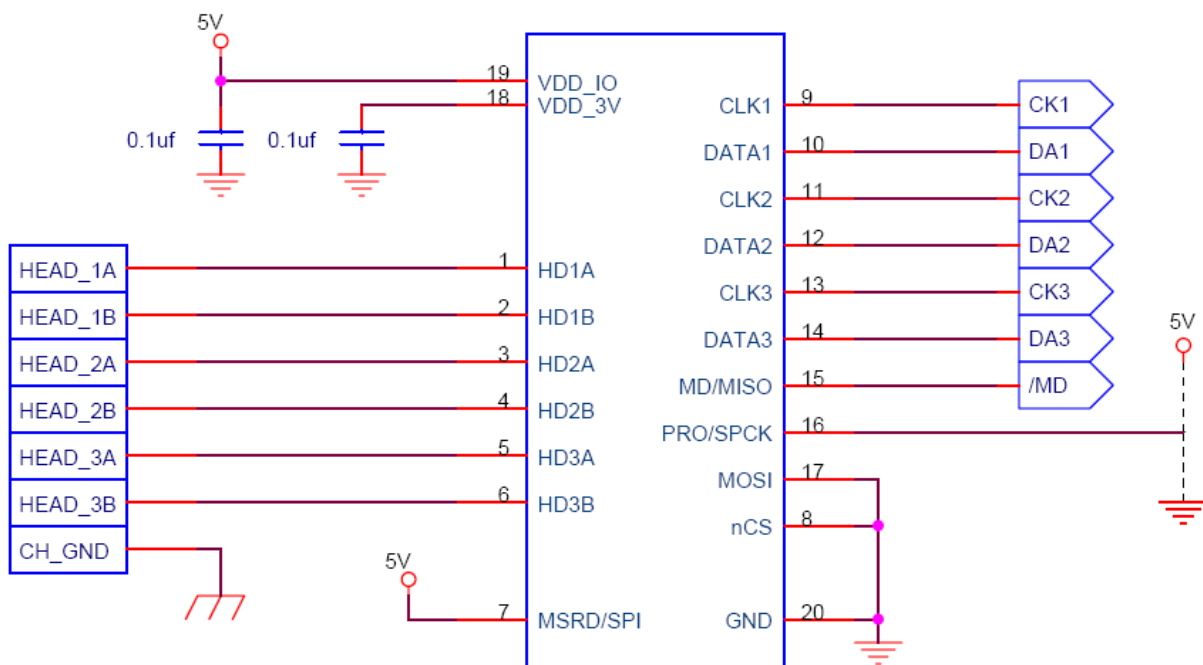 5V
0.1uf
0.1uf
19 VDD_IO
18 VDD_3V
HEAD_1A 1 HD1A
HEAD_1B 2 HD1B
HEAD_2A 3 HD2A
HEAD_2B 4 HD2B
HEAD_3A 5 HD3A
HEAD_3B 6 HD3B
CH_GND
5V
7 MSRD/SPI
CLK1 9 CK1
DATA1 10 DA1
CLK2 11 CK2
DATA2 12 DA2
CLK3 13 CK3
DATA3 14 DA3
MD/MISO 15 /MD
PRO/SPCK 16
5V
MOSI 17
nCS 8
GND 20